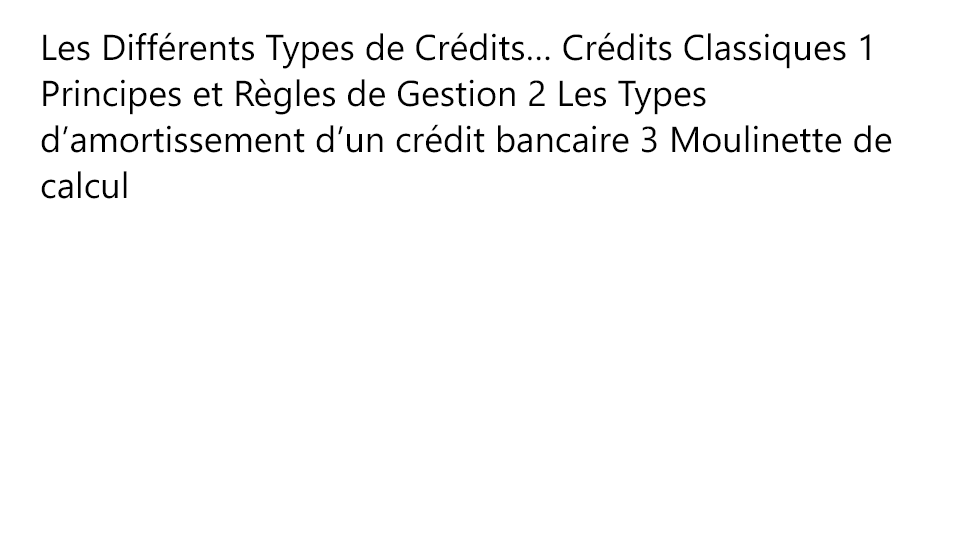 Les Différents Types de Crédits... Crédits Classiques 1
Principes et Règles de Gestion 2 Les Types
d’amortissement d’un crédit bancaire 3 Moulinette de
calcul